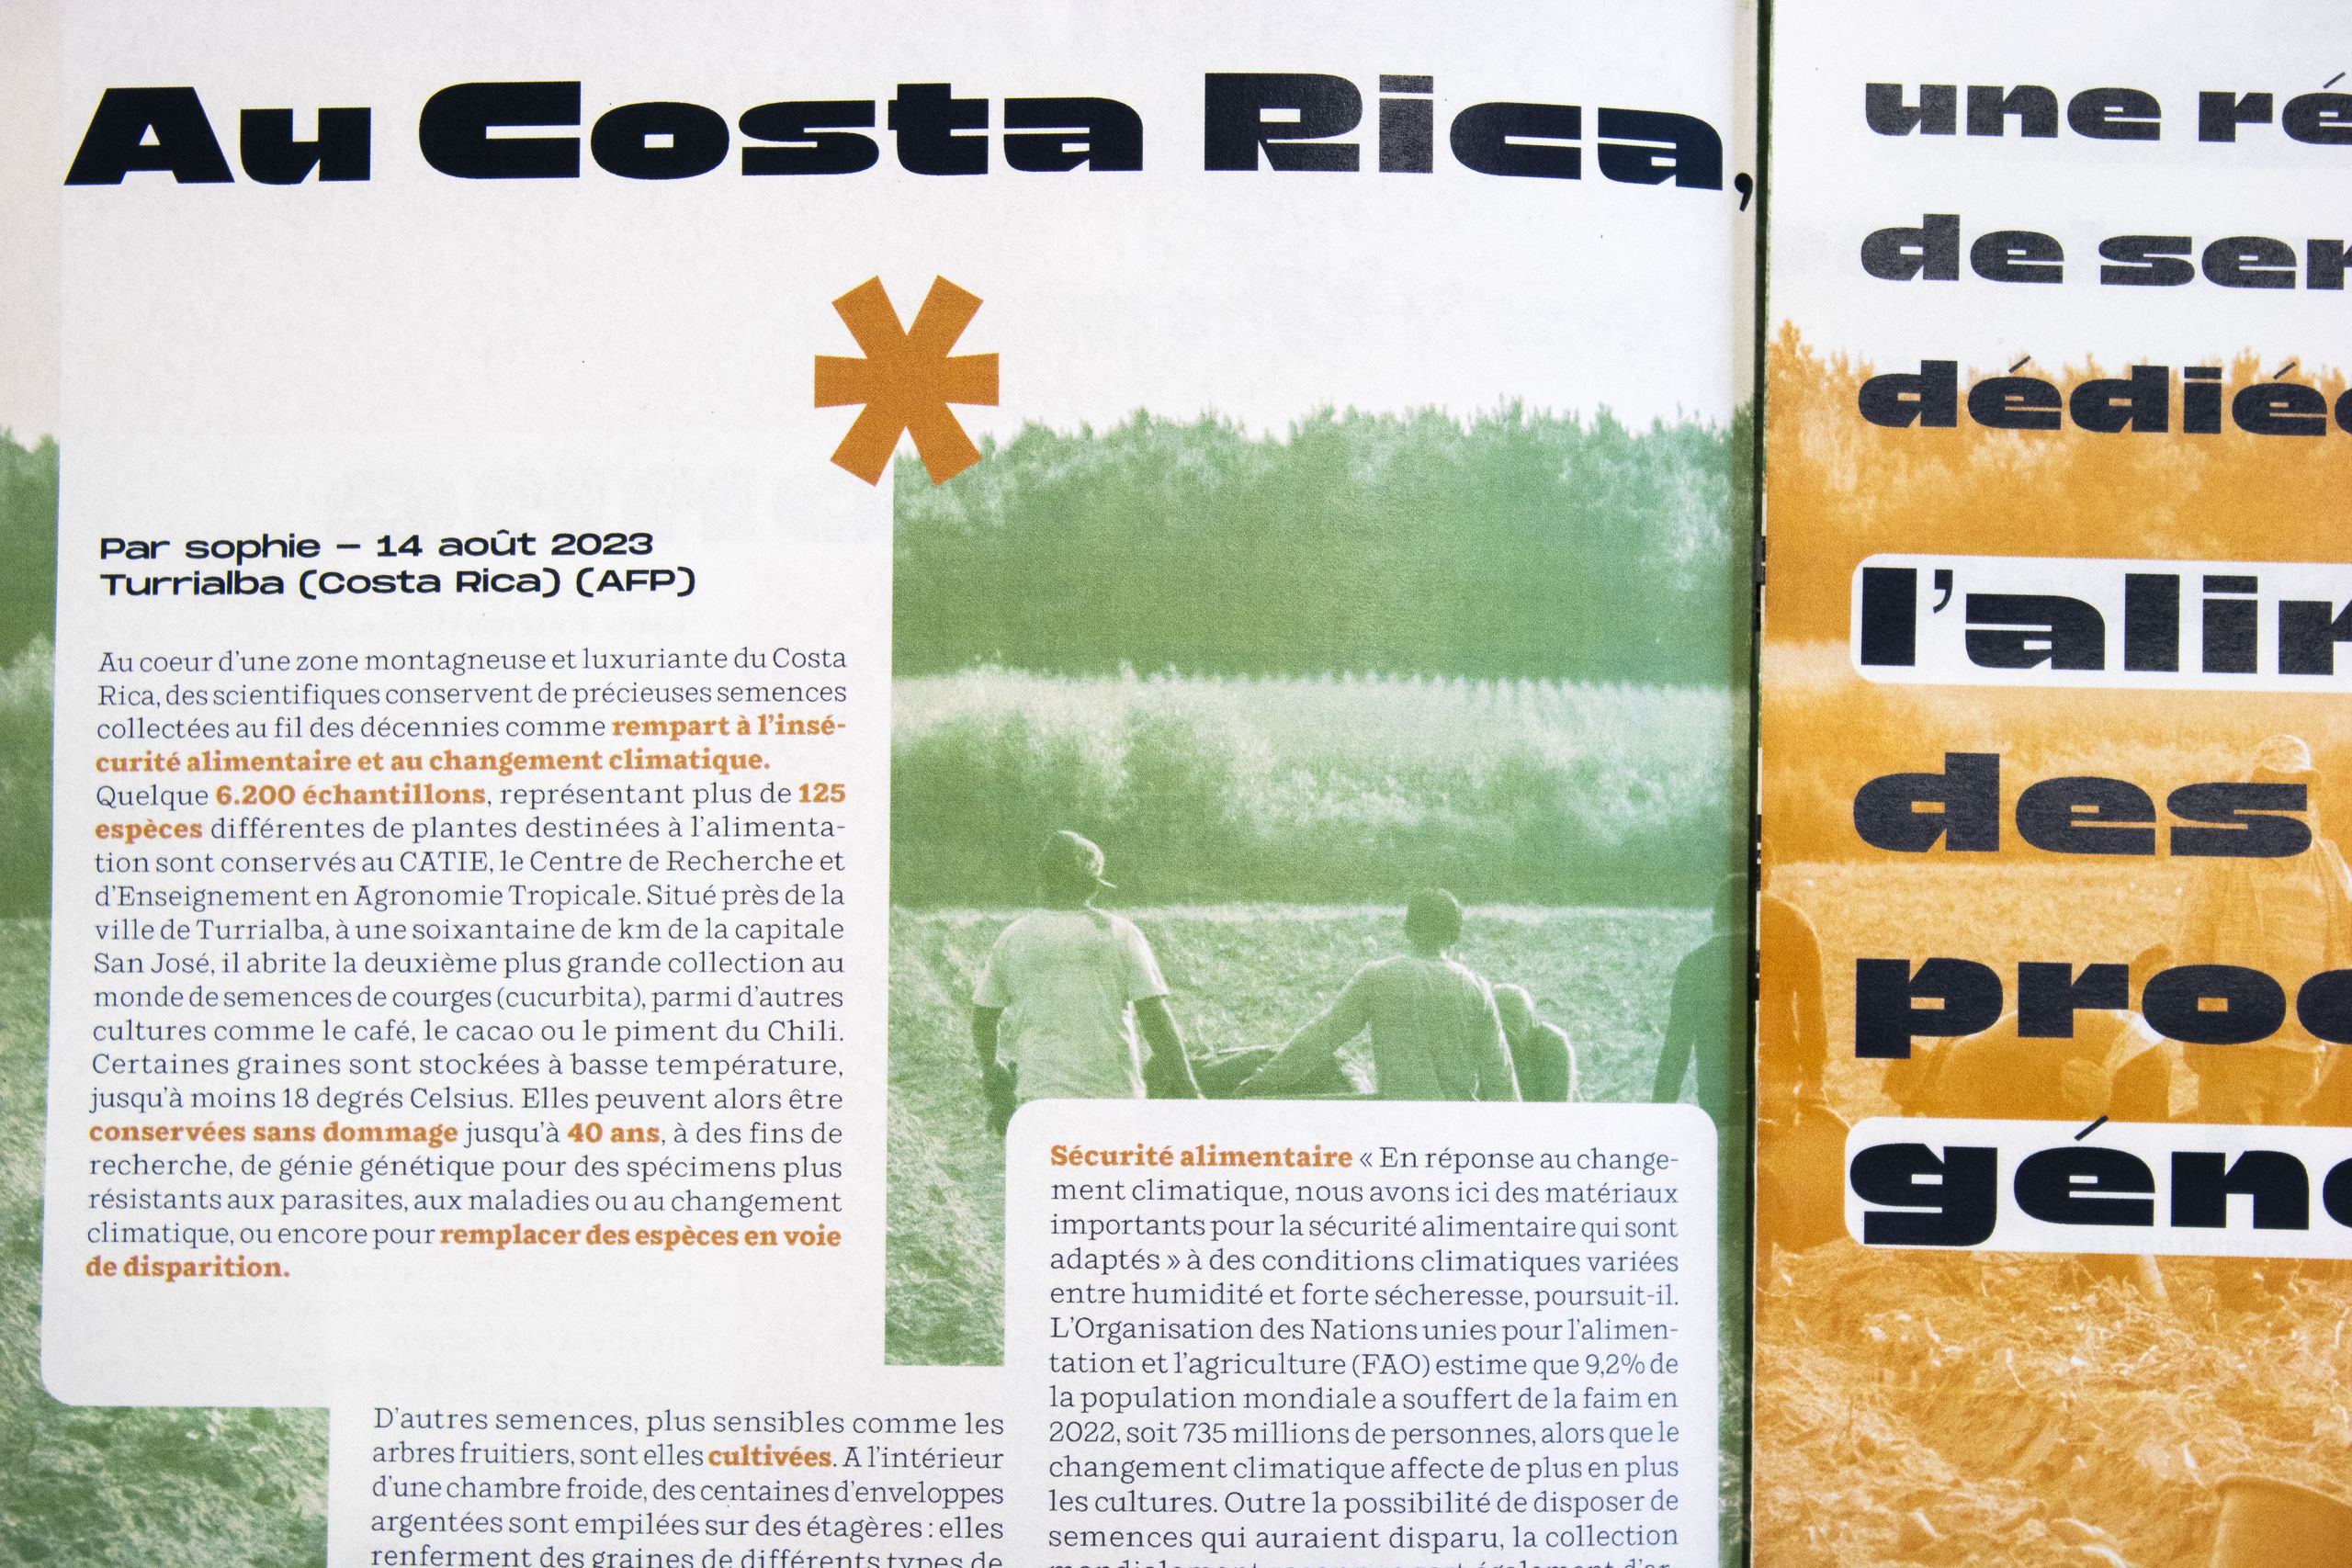 Au Costa Rica,
Par sophie – 14 août 2023
Turrialba (Costa Rica) (AFP)
Au coeur d'une zone montagneuse et luxuriante du Costa
Rica, des scientifiques conservent de précieuses semences
collectées au fil des décennies comme rempart à l'insé-
curité alimentaire et au changement climatique.
Quelque 6.200 échantillons, représentant plus de 125
espèces différentes de plantes destinées à l'alimenta-
tion sont conservés au CATIE, le Centre de Recherche et
d'Enseignement en Agronomie Tropicale. Situé près de la
ville de Turrialba, à une soixantaine de km de la capitale
San José, il abrite la deuxième plus grande collection au
monde de semences de courges (cucurbita), parmi d'autres
cultures comme le café, le cacao ou le piment du Chili.
Certaines graines sont stockées à basse température,
jusqu'à moins 18 degrés Celsius. Elles peuvent alors être
conservées sans dommage jusqu'à 40 ans, à des fins de
recherche, de génie génétique pour des spécimens plus
résistants aux parasites, aux maladies ou au changement
climatique, ou encore pour remplacer des espèces en voie
de disparition.
D'autres semences, plus sensibles comme les
arbres fruitiers, sont elles cultivées. A l'intérieur
d'une chambre froide, des centaines d'enveloppes
argentées sont empilées sur des étagères : elles
renferment des graines de différents types de
Sécurité alimentaire « En réponse au change-
ment climatique, nous avons ici des matériaux
importants pour la sécurité alimentaire qui sont
adaptés » à des conditions climatiques variées
entre humidité et forte sécheresse, poursuit-il.
L'Organisation des Nations unies pour l'alimen-
tation et l'agriculture (FAO) estime que 9,2% de
la population mondiale a souffert de la faim en
2022, soit 735 millions de personnes, alors que le
changement climatique affecte de plus en plus
les cultures. Outre la possibilité de disposer de
semences qui auraient disparu, la collection
une ré
de se
dédié
l'ali
des
pro
gén